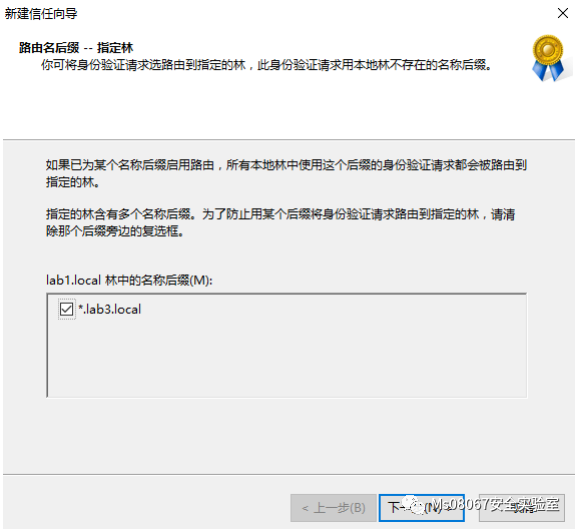 新建信任向导
路由名后缀 -- 指定林
你可将身份验证请求选路由到指定的林，此身份验证请求用本地林不存在的名称后缀。
如果已为某个名称后缀启用路由，所有本地林中使用这个后缀的身份验证请求都会被路由到
指定的林。
指定的林含有多个名称后缀。为了防止用某个后缀将身份验证请求路由到指定的林，请清
除那个后缀旁边的复选框。
lab1.local 林中的名称后缀(M):
*.lab3.local
< 上一步(B)
下一步(N) >
取消
Ms08067安全实验室